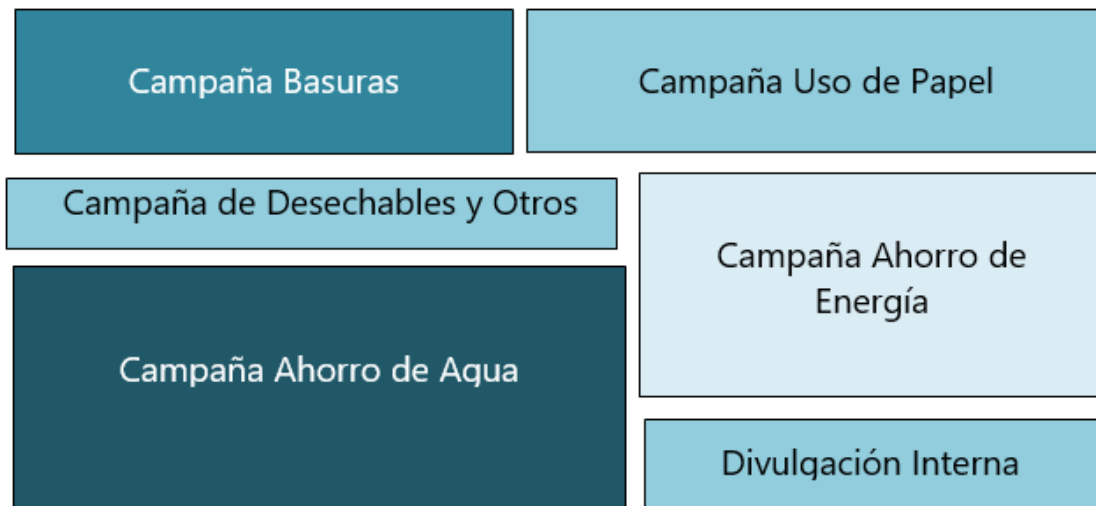 Campaña Basuras
Campaña Uso de Papel
Campaña de Desechables y Otros
Campaña Ahorro de
Energía
Campaña Ahorro de Agua
Divulgación Interna